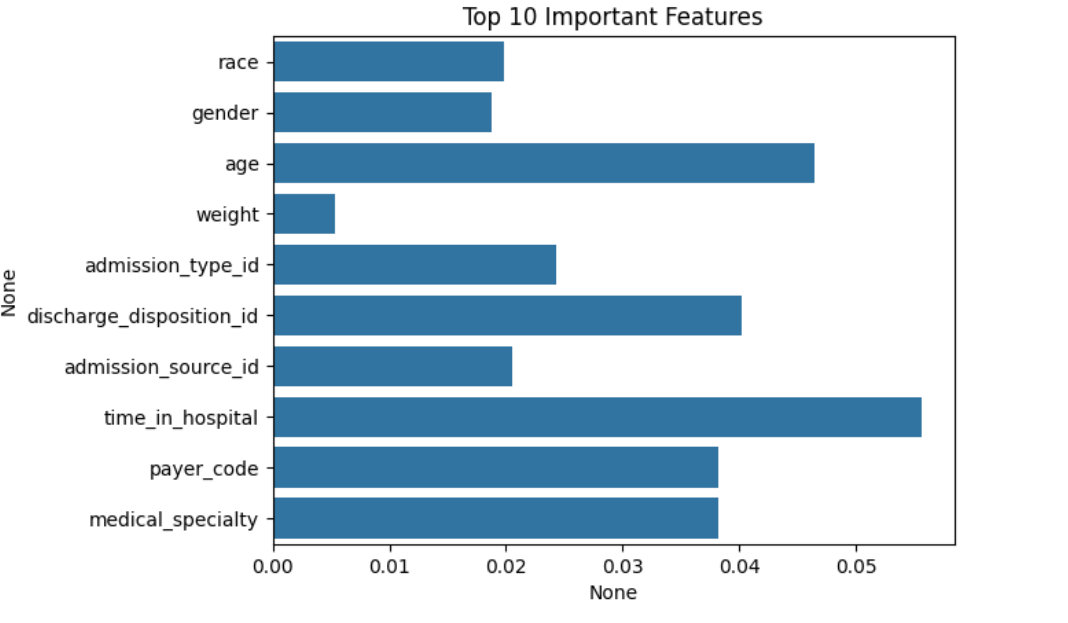 Top 10 Important Features
race
gender
age
weight
admission_type_id
discharge_disposition_id
admission_source_id
time_in_hospital
payer_code
medical_specialty
None
0.00 0.01 0.02 0.03 0.04 0.05
None